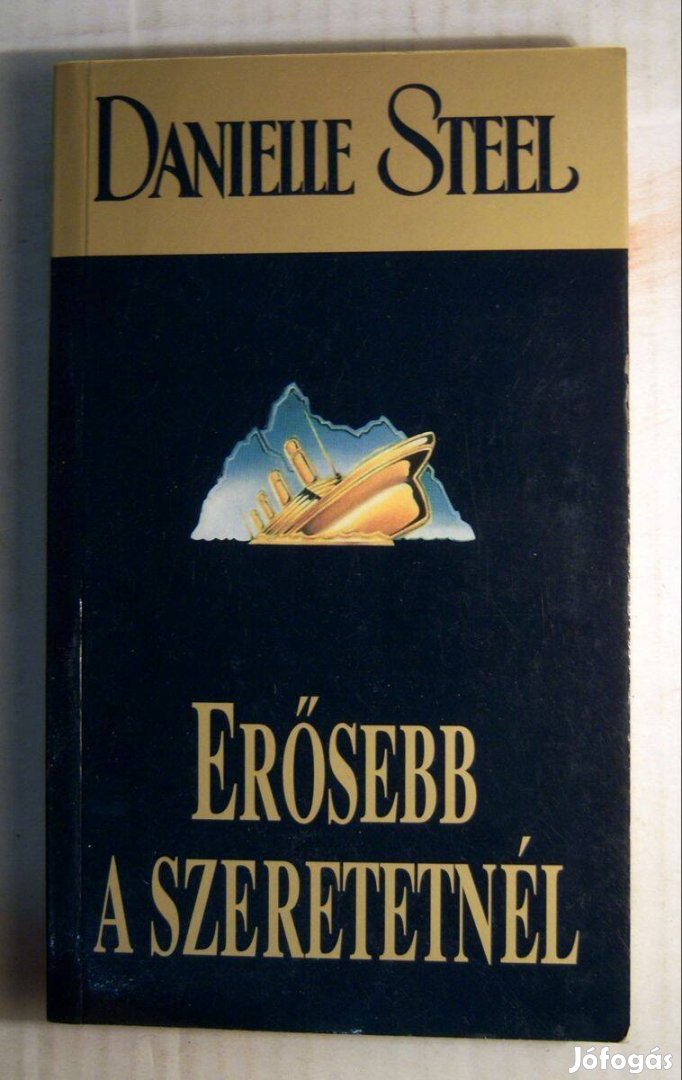 DANIELLE STEEL
ERŐSEBB
A SZERETETNÉL
Jófogás